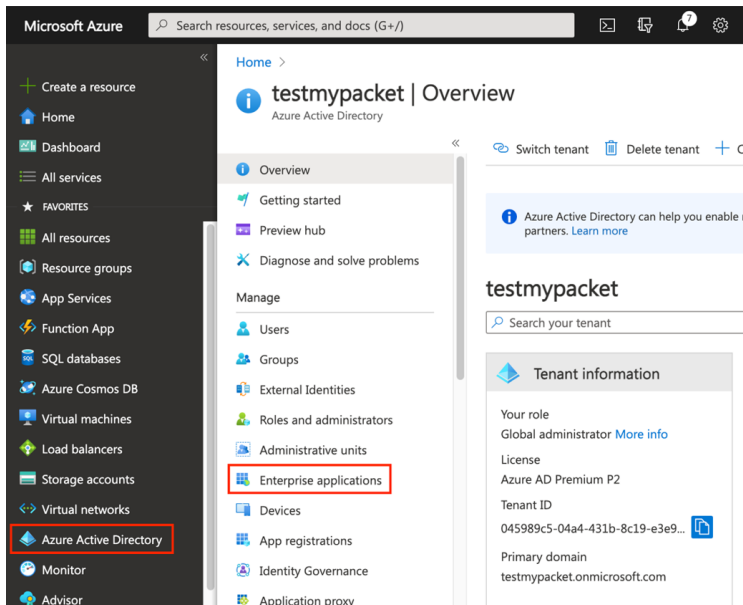 Microsoft Azure
Search resources, services, and docs (G+/)
7
Create a resource
Home
Dashboard
All services
FAVORITES
All resources
Resource groups
App Services
Function App
SQL databases
Azure Cosmos DB
Virtual machines
Load balancers
Storage accounts
Virtual networks
Azure Active Directory
Monitor
Advisor
Home >
testmypacket | Overview
Azure Active Directory
Overview
Getting started
Preview hub
Diagnose and solve problems
Manage
Users
Groups
External Identities
Roles and administrators
Administrative units
Enterprise applications
Devices
App registrations
Identity Governance
Application proxy
Switch tenant
Delete tenant
Azure Active Directory can help you enable
partners. Learn more
testmypacket
Search your tenant
Tenant information
Your role
Global administrator More info
License
Azure AD Premium P2
Tenant ID
045989c5-04a4-431b-8c19-e3e9...
Primary domain
testmypacket.onmicrosoft.com